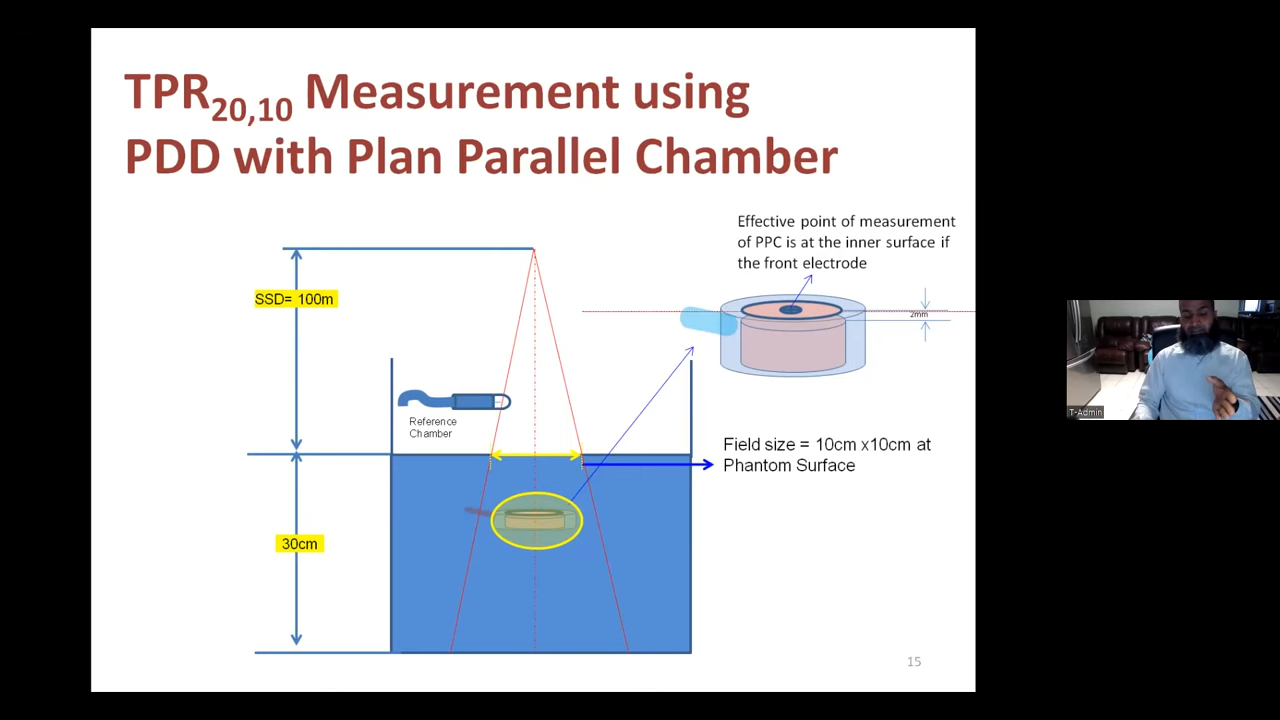 TPR20,10 Measurement using
PDD with Plan Parallel Chamber
Effective point of measurement
of PPC is at the inner surface if
the front electrode
SSD= 100m
2mm
Reference
Chamber
Field size = 10cm x10cm at
Phantom Surface
30cm
15
T-Admin